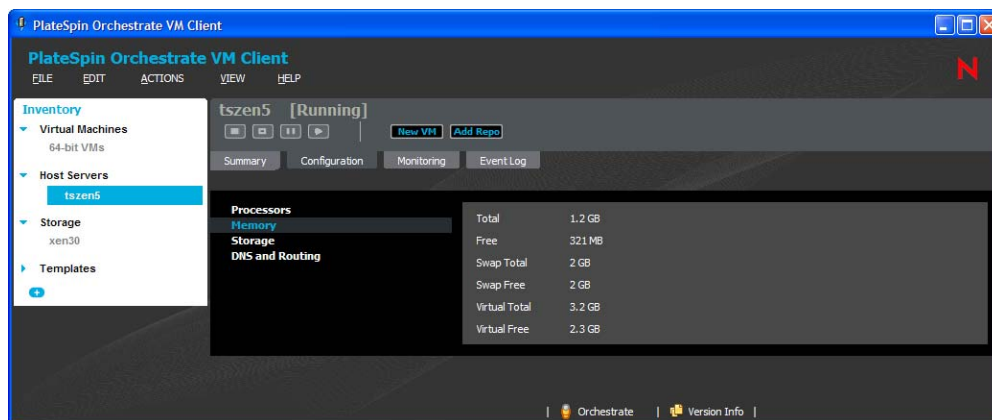 PlateSpin Orchestrate VM Client
PlateSpin Orchestrate VM Client
FILE EDIT ACTIONS VIEW HELP
N
Inventory
Virtual Machines
64-bit VMs
Host Servers
tszen5
Storage
xen30
Templates
tszen5 [Running]
New VM Add Repo
Summary Configuration Monitoring Event Log
Processors
Memory
Storage
DNS and Routing
Total 1.2 GB
Free 321 MB
Swap Total 2 GB
Swap Free 2 GB
Virtual Total 3.2 GB
Virtual Free 2.3 GB
| Orchestrate | Version Info |